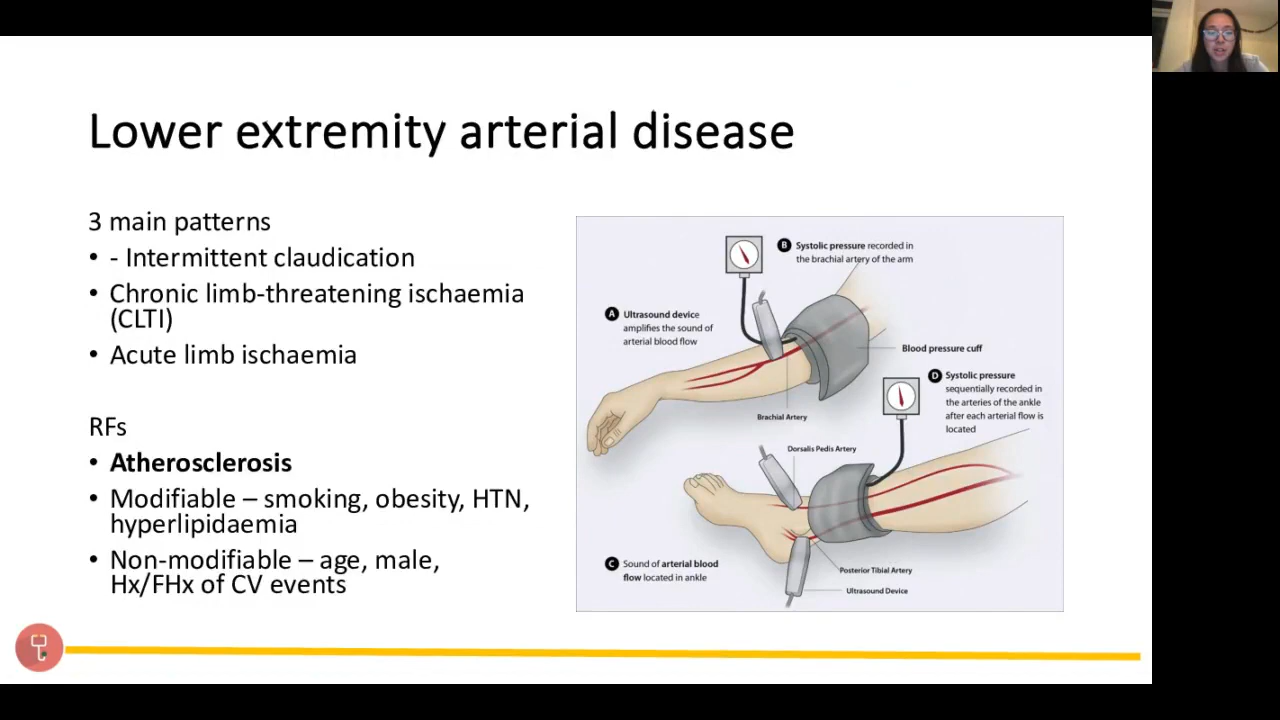 Lower extremity arterial disease
3 main patterns
• - Intermittent claudication
• Chronic limb-threatening ischaemia
(CLTI)
• Acute limb ischaemia
RFs
• Atherosclerosis
• Modifiable – smoking, obesity, HTN,
hyperlipidaemia
• Non-modifiable – age, male,
Hx/FHx of CV events
B Systolic pressure recorded in
the brachial artery of the arm
A Ultrasound device
amplifies the sound of
arterial blood flow
Blood pressure cuff
D Systolic pressure
sequentially recorded in
the arteries of the ankle
after each arterial flow is
located
Brachial Artery
Dorsalis Pedis Artery
C Sound of arterial blood
flow located in ankle
Posterior Tibial Artery
Ultrasound Device